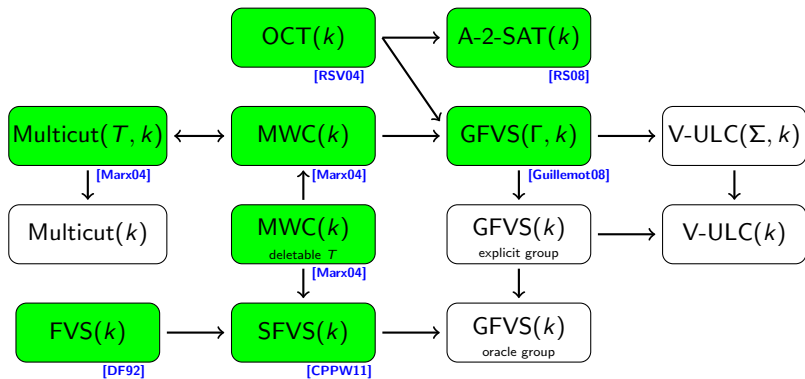 OCT(k) A-2-SAT(k)
[RSV04] [RS08]
Multicut(T, k) MWC(k) GFVS(Γ, k) V-ULC(Σ, k)
[Marx04] [Marx04] [Guillemot08]
Multicut(k) MWC(k) GFVS(k) V-ULC(k)
deletable T explicit group
[Marx04]
FVS(k) SFVS(k) GFVS(k)
oracle group
[DF92] [CPPW11]